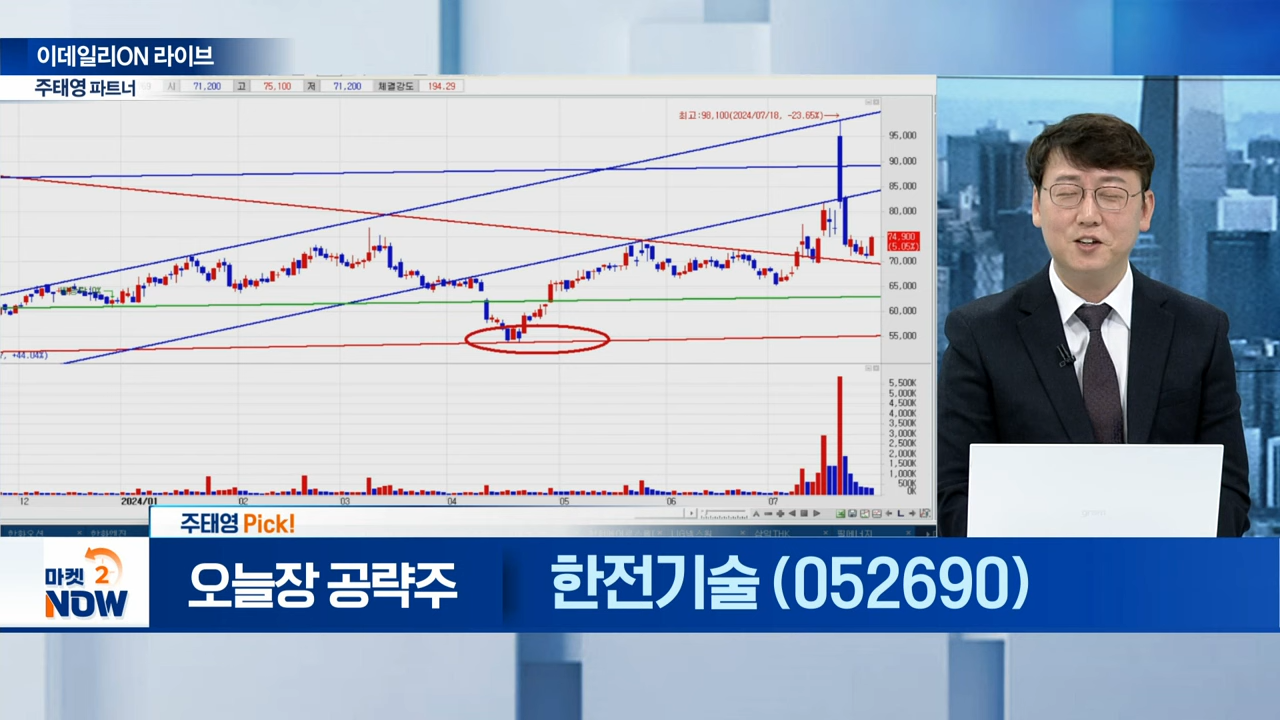 이데일리ON 라이브
주태영 파트너
시 71,200 고 75,100 저 71,200 체결강도 194.29
최고:98,100(2024/07/18, -23.65%)
95,000
90,000
85,000
80,000
74,900
(5.05%)
70,000
65,000
60,000
55,000
7, +44.04%)
5,500K
5,000K
4,500K
4,000K
3,500K
3,000K
2,500K
2,000K
1,500K
1,000K
500K
0K
12 2024/01 02 03 04 05 06 07
주태영 Pick!
마켓 2
NOW
오늘장 공략주
한전기술 (052690)
gram